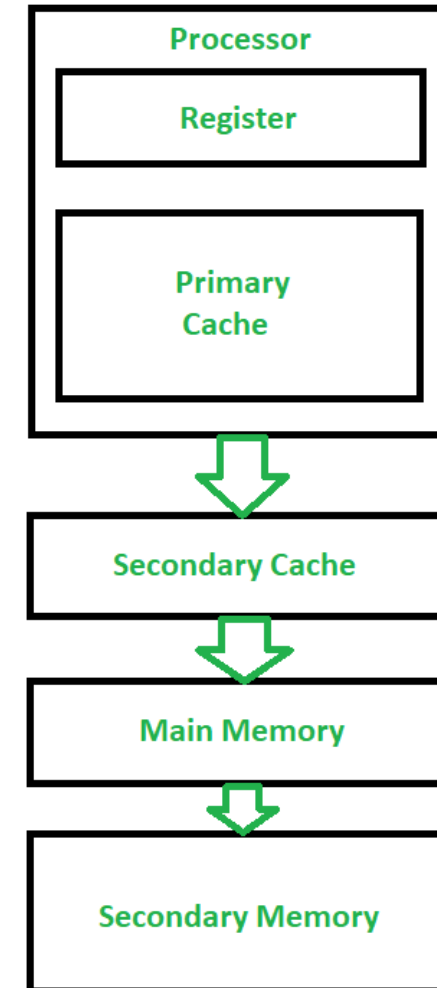 Processor
Register
Primary
Cache
Secondary Cache
Main Memory
Secondary Memory